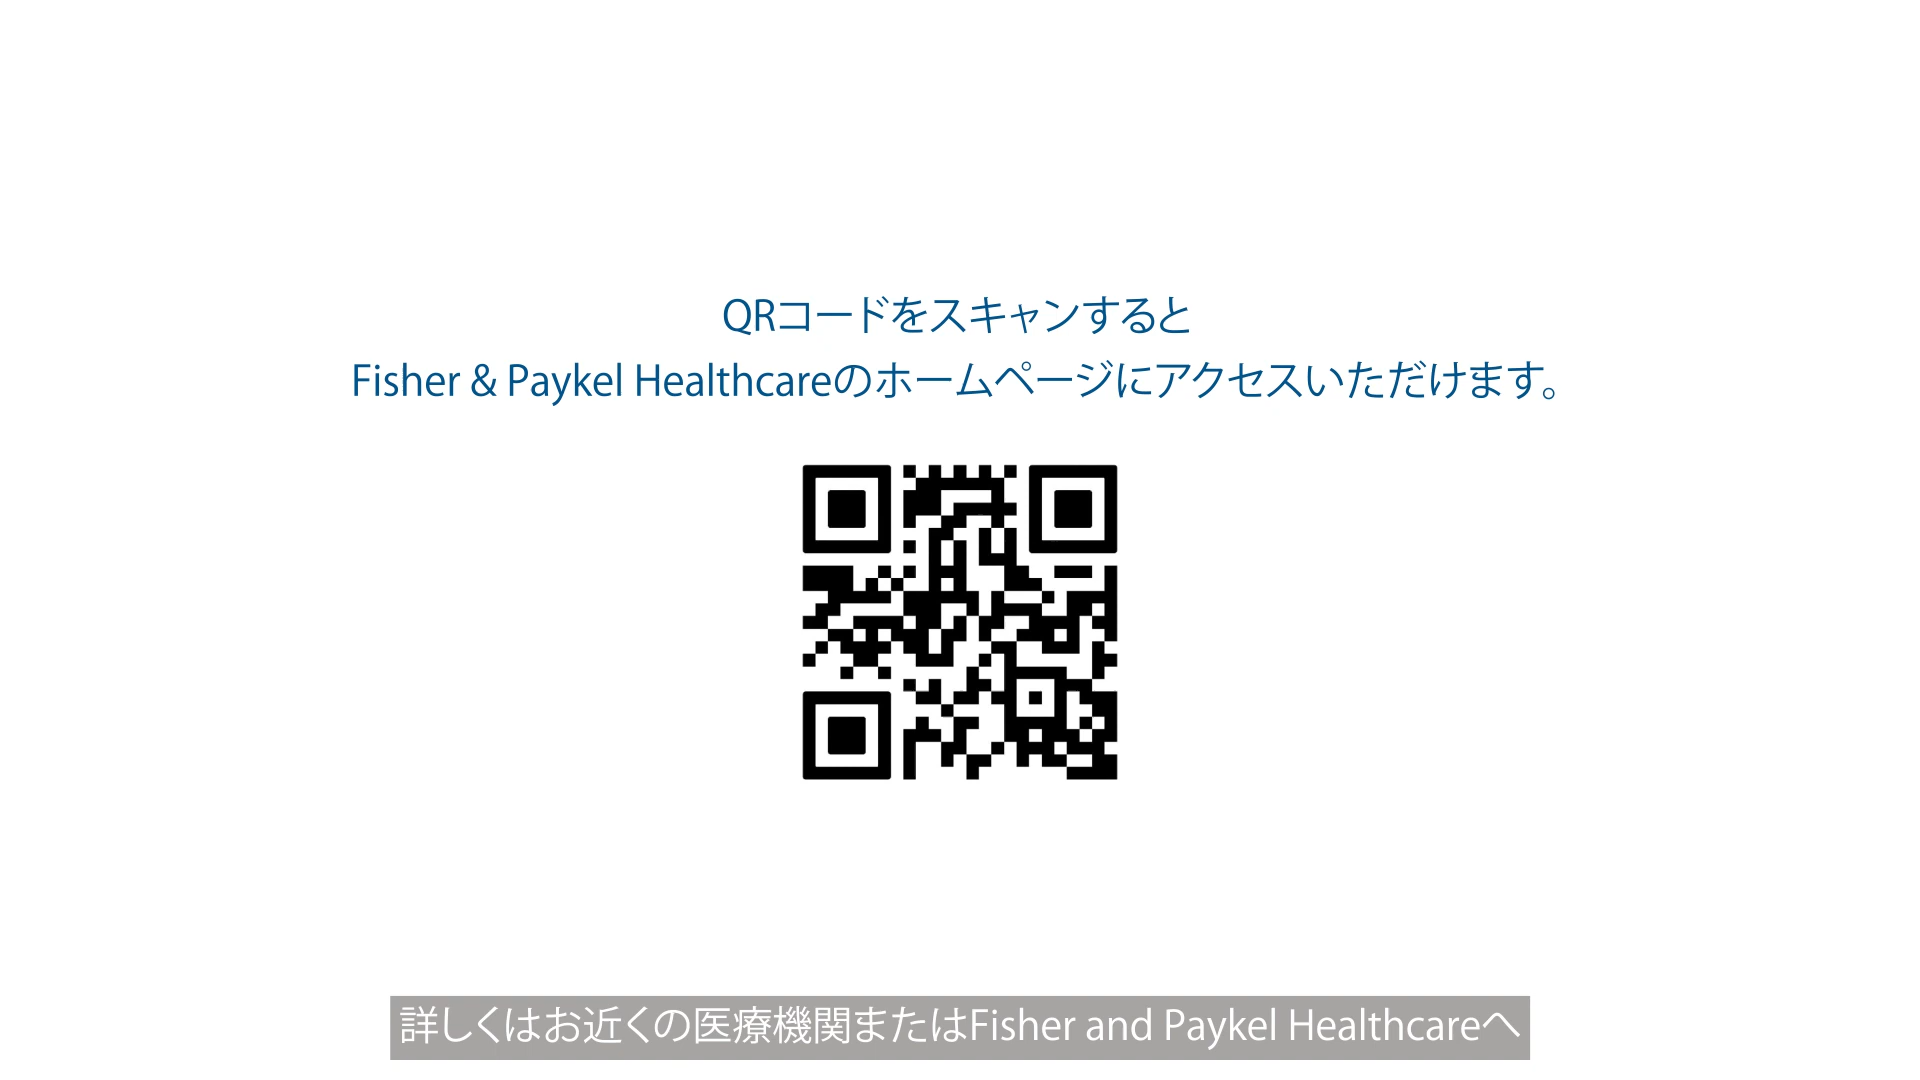 QRコードをスキャンすると
Fisher & Paykel Healthcareのホームページにアクセスいただけます。
詳しくはお近くの医療機関またはFisher and Paykel Healthcareへ